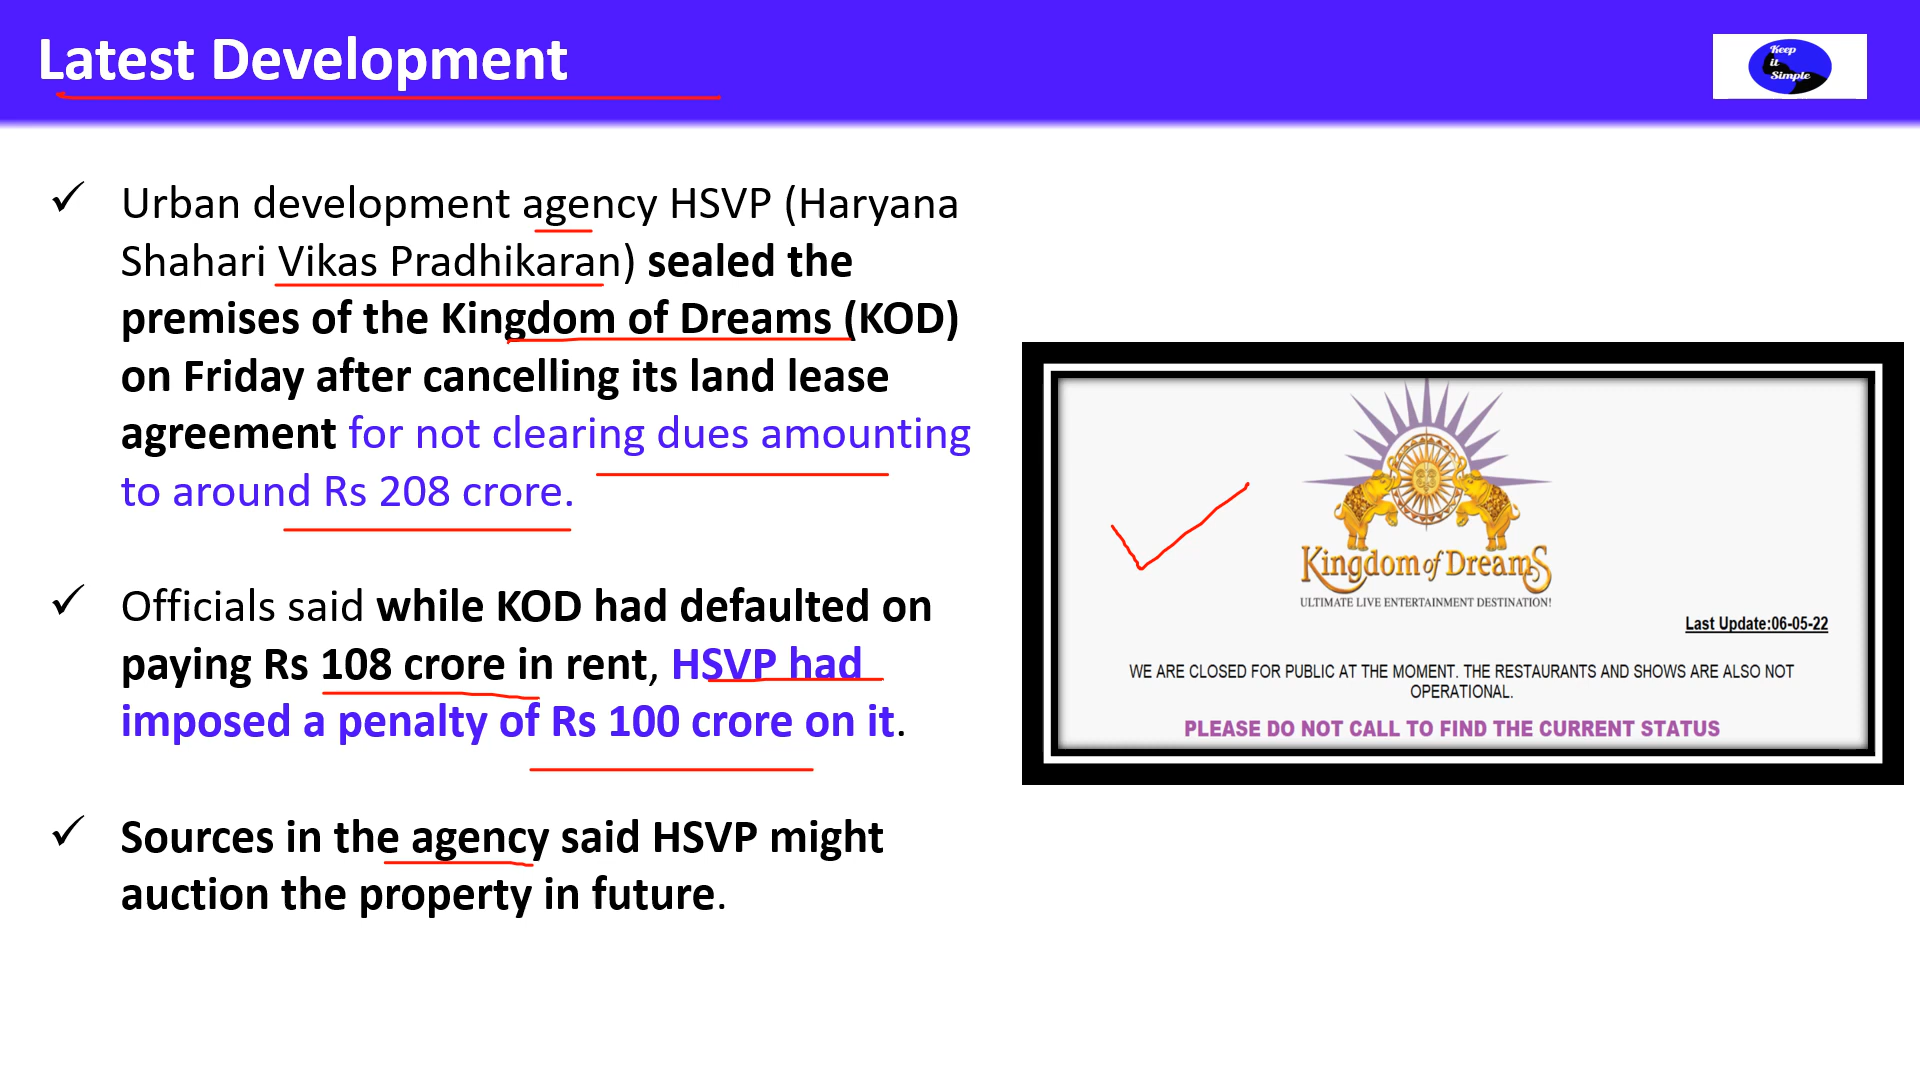 Latest Development
Keep
it
Simple
✓ Urban development agency HSVP (Haryana
Shahari Vikas Pradhikaran) sealed the
premises of the Kingdom of Dreams (KOD)
on Friday after cancelling its land lease
agreement for not clearing dues amounting
to around Rs 208 crore.
✓ Officials said while KOD had defaulted on
paying Rs 108 crore in rent, HSVP had
imposed a penalty of Rs 100 crore on it.
✓ Sources in the agency said HSVP might
auction the property in future.
Kingdom of Dreams
ULTIMATE LIVE ENTERTAINMENT DESTINATION!
Last Update:06-05-22
WE ARE CLOSED FOR PUBLIC AT THE MOMENT. THE RESTAURANTS AND SHOWS ARE ALSO NOT
OPERATIONAL.
PLEASE DO NOT CALL TO FIND THE CURRENT STATUS